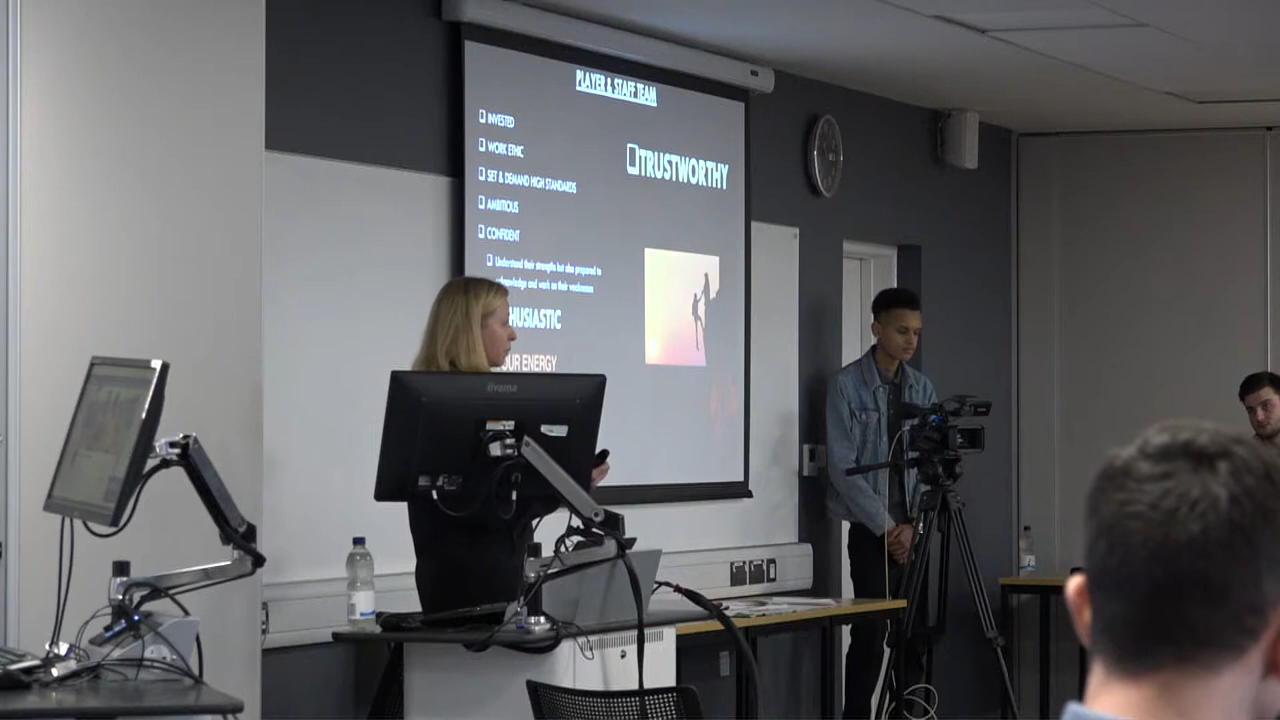 PLAYER & STAFF TEAM
INVESTED
WORK ETHIC
SET & DEMAND HIGH STANDARDS
AMBITIOUS
CONFIDENT
Understand their strengths but also prepared to
acknowledge and work on their weaknesses
HUSIASTIC
OUR ENERGY
TRUSTWORTHY
iiyama